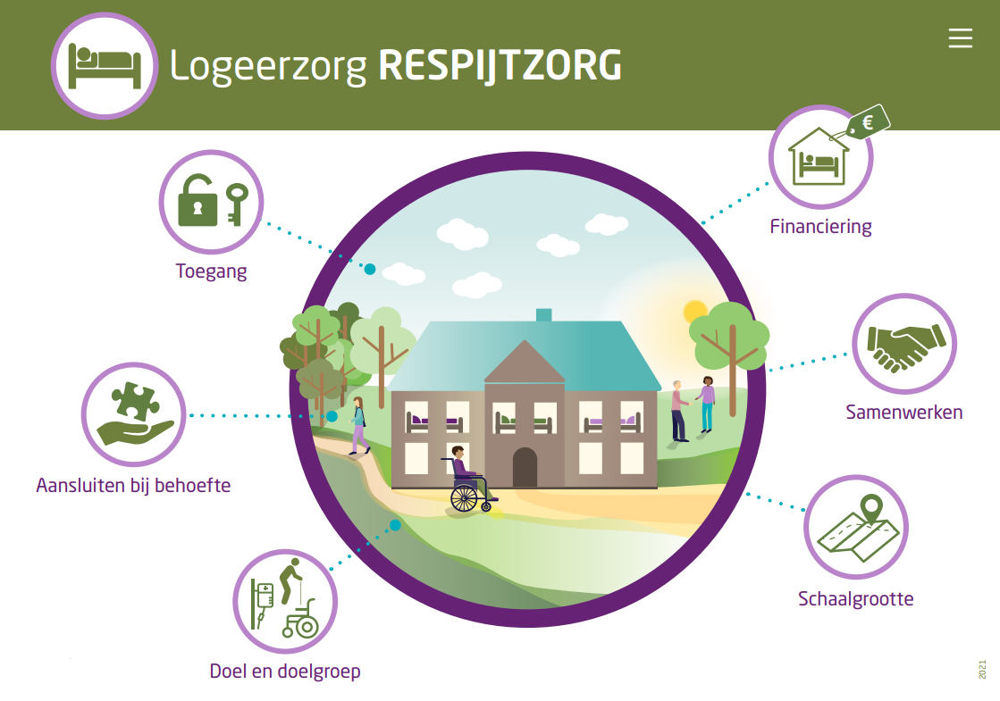 Logeerzorg RESPIJTZORG
€
Financiering
Toegang
Samenwerken
Aansluiten bij behoefte
Schaalgrootte
Doel en doelgroep
2021